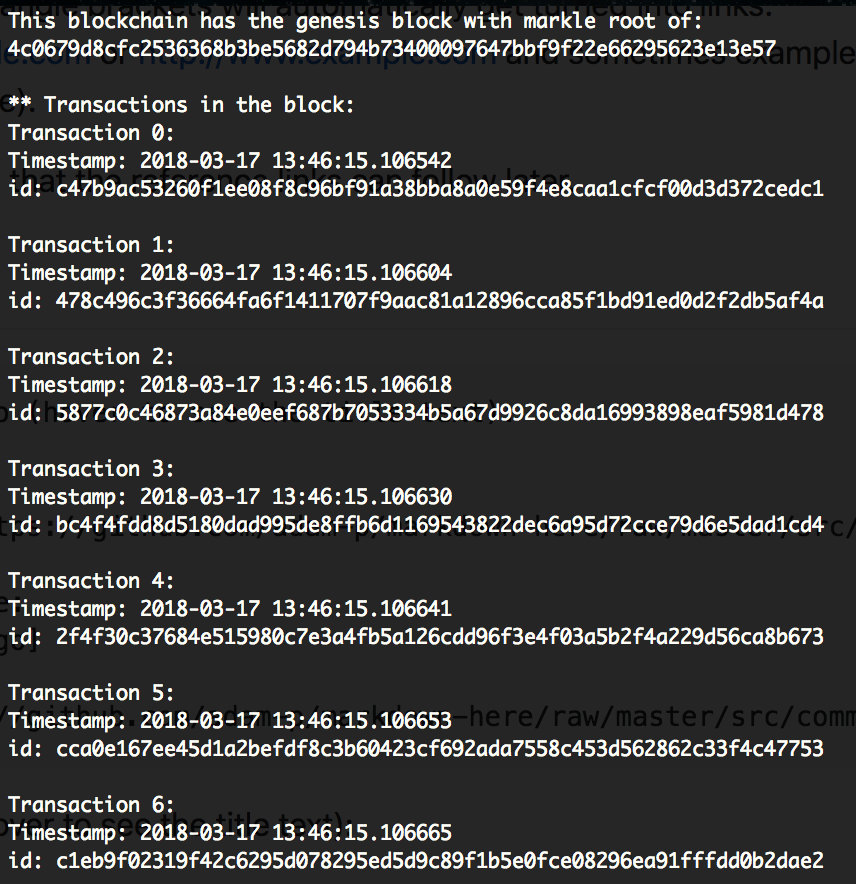 This blockchain has the genesis block with markle root of:
4c0679d8cfc2536368b3be5682d794b73400097647bbf9f22e66295623e13e57
** Transactions in the block:
Transaction 0:
Timestamp: 2018-03-17 13:46:15.106542
id: c47b9ac53260f1ee08f8c96bf91a38bba8a0e59f4e8caa1cfcf00d3d372cedc1
Transaction 1:
Timestamp: 2018-03-17 13:46:15.106604
id: 478c496c3f36664fa6f1411707f9aac81a12896cca85f1bd91ed0d2f2db5af4a
Transaction 2:
Timestamp: 2018-03-17 13:46:15.106618
id: 5877c0c46873a84e0eef687b7053334b5a67d9926c8da16993898eaf5981d478
Transaction 3:
Timestamp: 2018-03-17 13:46:15.106630
id: bc4f4fdd8d5180dad995de8ffb6d1169543822dec6a95d72cce79d6e5dad1cd4
Transaction 4:
Timestamp: 2018-03-17 13:46:15.106641
id: 2f4f30c37684e515980c7e3a4fb5a126cdd96f3e4f03a5b2f4a229d56ca8b673
Transaction 5:
Timestamp: 2018-03-17 13:46:15.106653
id: cca0e167ee45d1a2befdf8c3b60423cf692ada7558c453d562862c33f4c47753
Transaction 6:
Timestamp: 2018-03-17 13:46:15.106665
id: c1eb9f02319f42c6295d078295ed5d9c89f1b5e0fce08296ea91fffdd0b2dae2